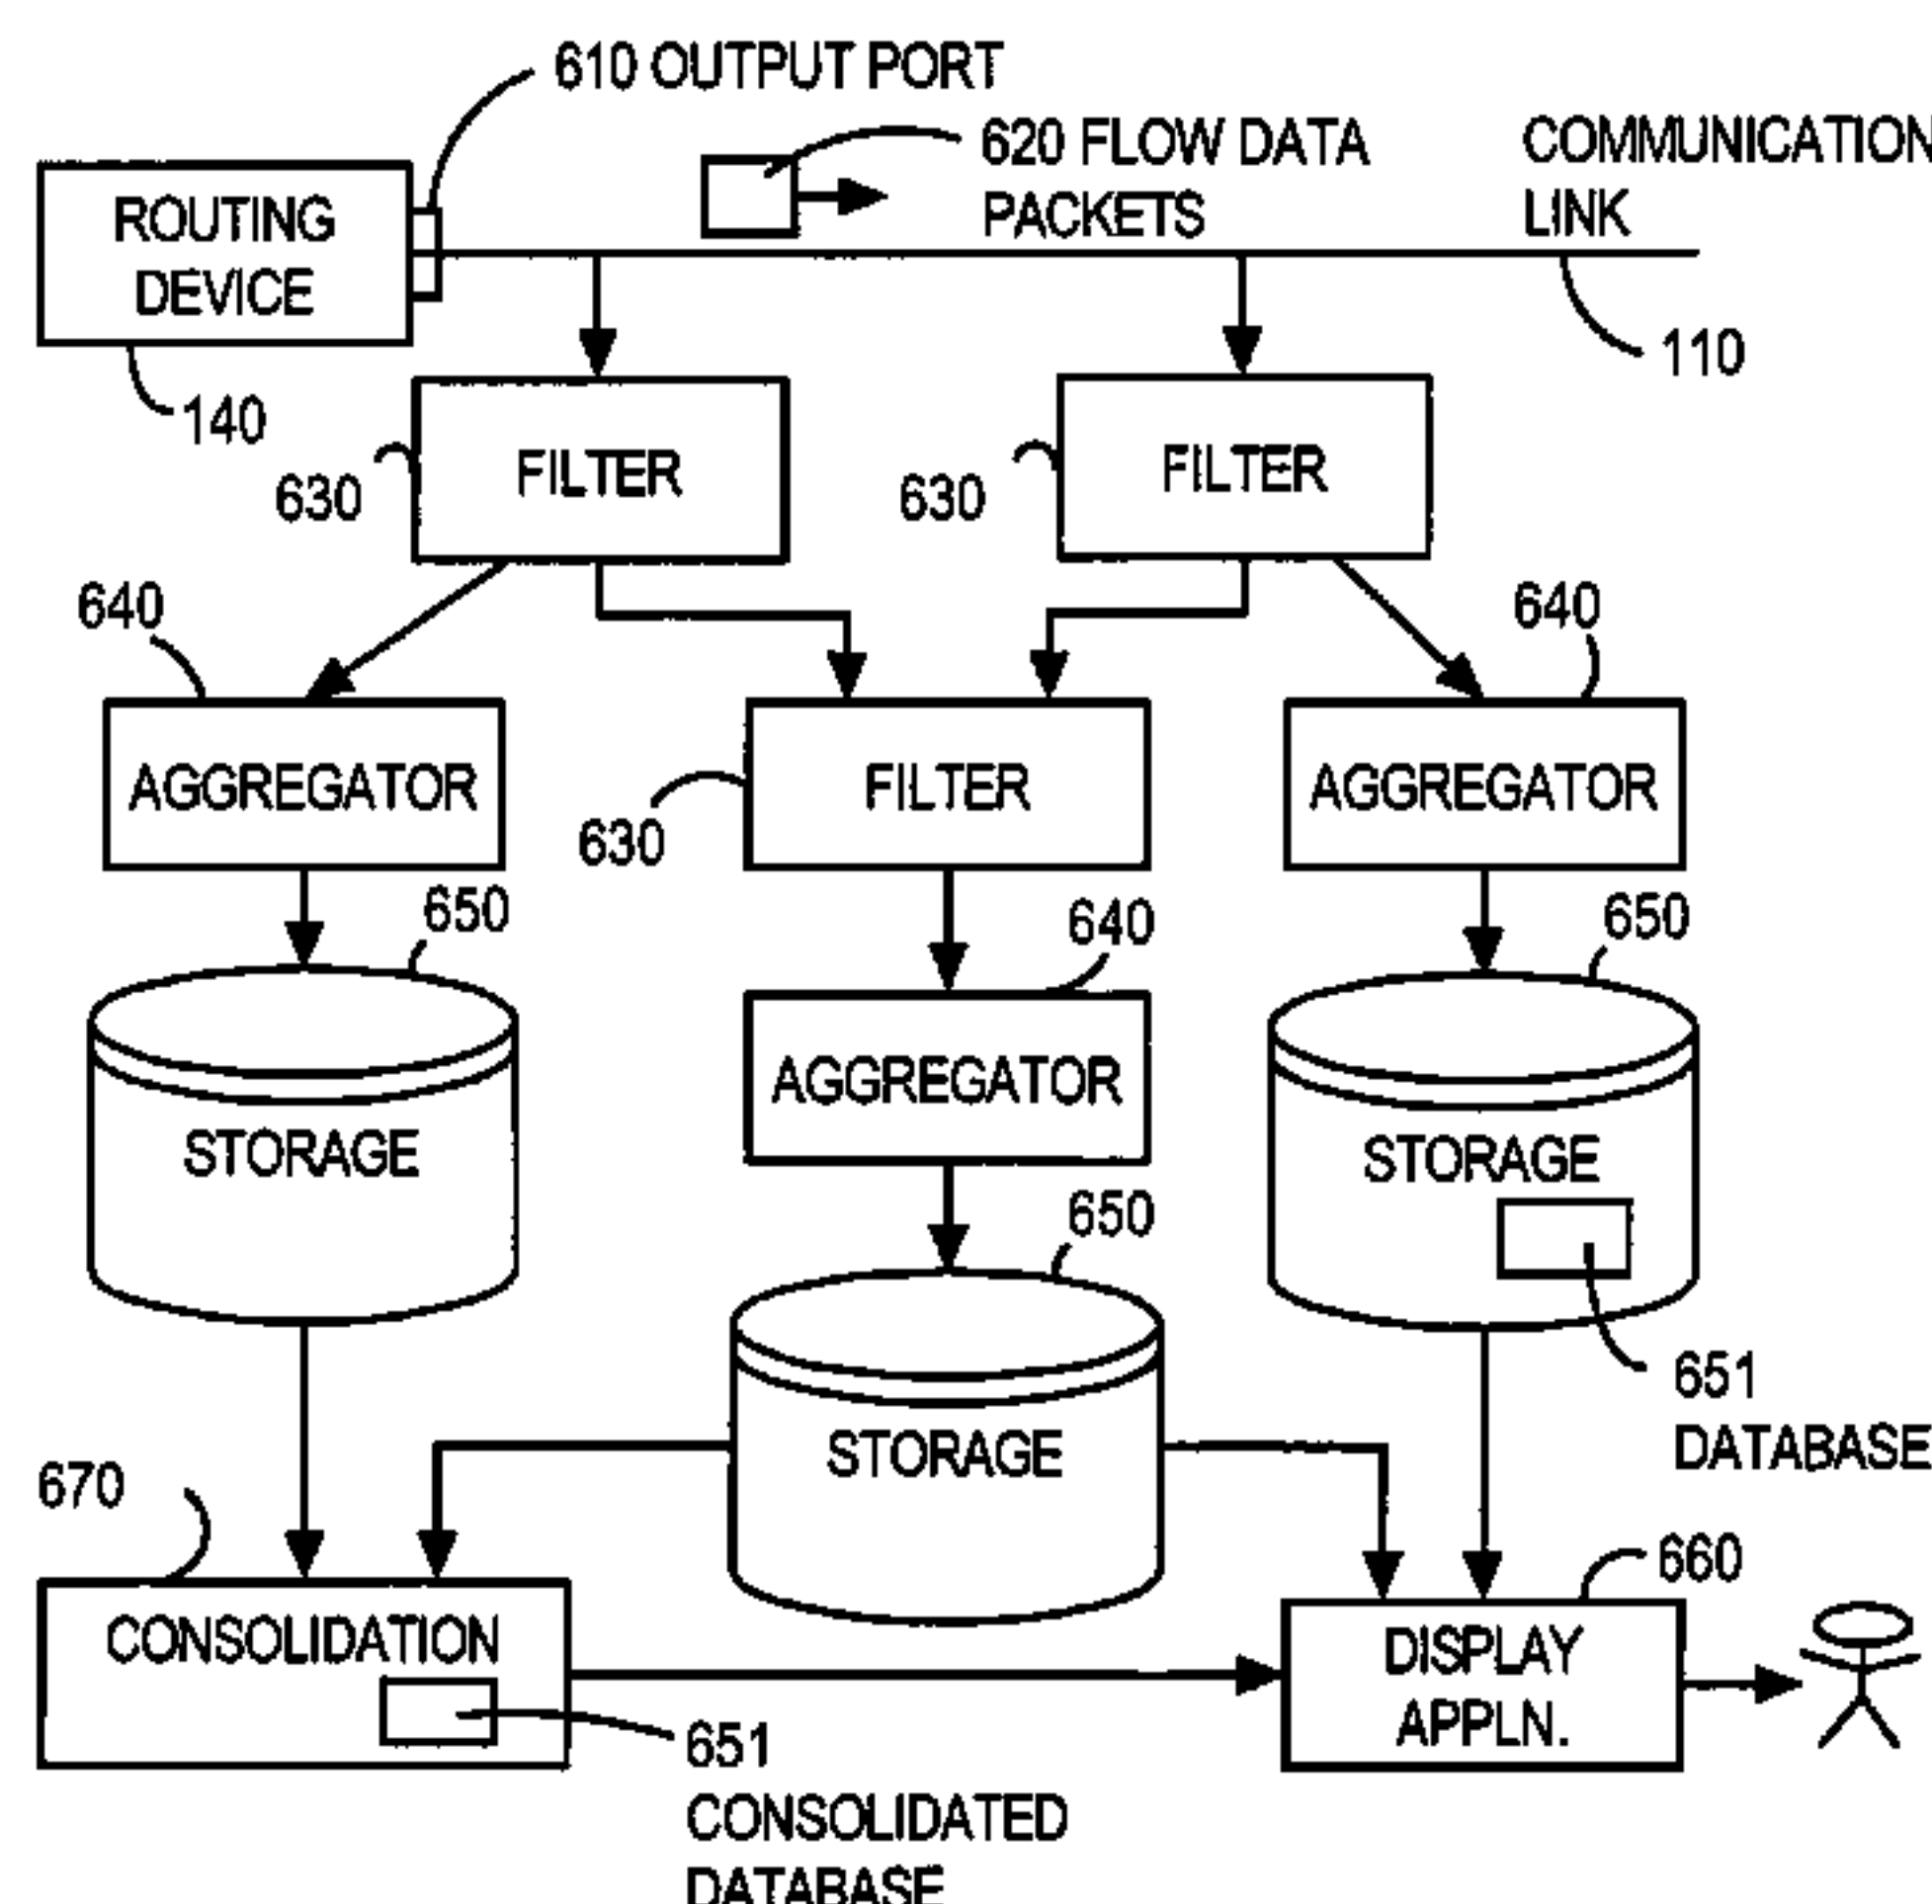 610 OUTPUT PORT
620 FLOW DATA
PACKETS
COMMUNICATION
LINK
ROUTING
DEVICE
110
140
FILTER
FILTER
630
630
640
640
AGGREGATOR
FILTER
AGGREGATOR
630
650
640
650
AGGREGATOR
STORAGE
STORAGE
650
651
DATABASE
STORAGE
670
660
CONSOLIDATION
DISPLAY
APPLN.
651
CONSOLIDATED
DATABASE